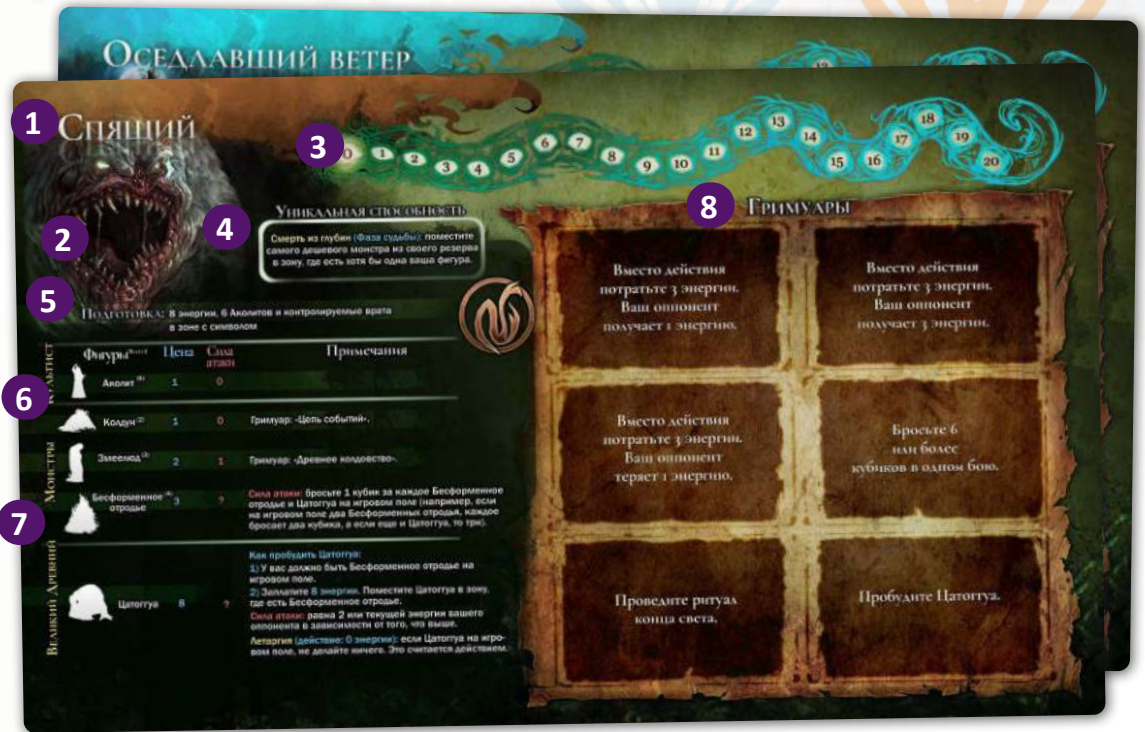 Оседлавший ветер
12
1
Спящий
3
0 1 2 3 4 5 6 7 8 9 10 11 12 13 14 15 16 17 18 19 20
2
4
Уникальная способность
Смерть из глубин (Фаза судьбы): поместите
самого дешевого монстра из своего резерва
в зону, где есть хотя бы одна ваша фигура.
5
Подготовка: 8 энергии, 6 Аколитов и контролируемые врата
в зоне с символом
Фигуры Цена Сила
атаки Примечания
Культист
Аколит (6) 1 0
6
Монстры
Колдун (2) 1 0 Гримуар: «Цепь событий».
Змеелюд (3) 2 1 Гримуар: «Древнее колдовство».
7
Бесформенное (4)
отродье 3 ? Сила атаки: бросьте 1 кубик за каждое Бесформенное
отродье и Цатоггуа на игровом поле (например, если
на игровом поле два Бесформенных отродья, каждое
бросает два кубика, а если еще и Цатоггуа, то три).
Великий Древний
Цатоггуа 8 ?
Как пробудить Цатоггуа:
1) У вас должно быть Бесформенное отродье на
игровом поле.
2) Заплатите 8 энергии. Поместите Цатоггуа в зону,
где есть Бесформенное отродье.
Сила атаки: равна 2 или текущей энергии вашего
оппонента в зависимости от того, что выше.
Летаргия (действие: 0 энергии): если Цатоггуа на игро-
вом поле, не делайте ничего. Это считается действием.
8
Гримуары
Вместо действия
потратьте 3 энергии.
Ваш оппонент
получает 1 энергию.
Вместо действия
потратьте 3 энергии.
Ваш оппонент
получает 3 энергии.
Вместо действия
потратьте 3 энергии.
Ваш оппонент
теряет 1 энергию.
Бросьте 6
или более
кубиков в одном бою.
Проведите ритуал
конца света.
Пробудите Цатоггуа.